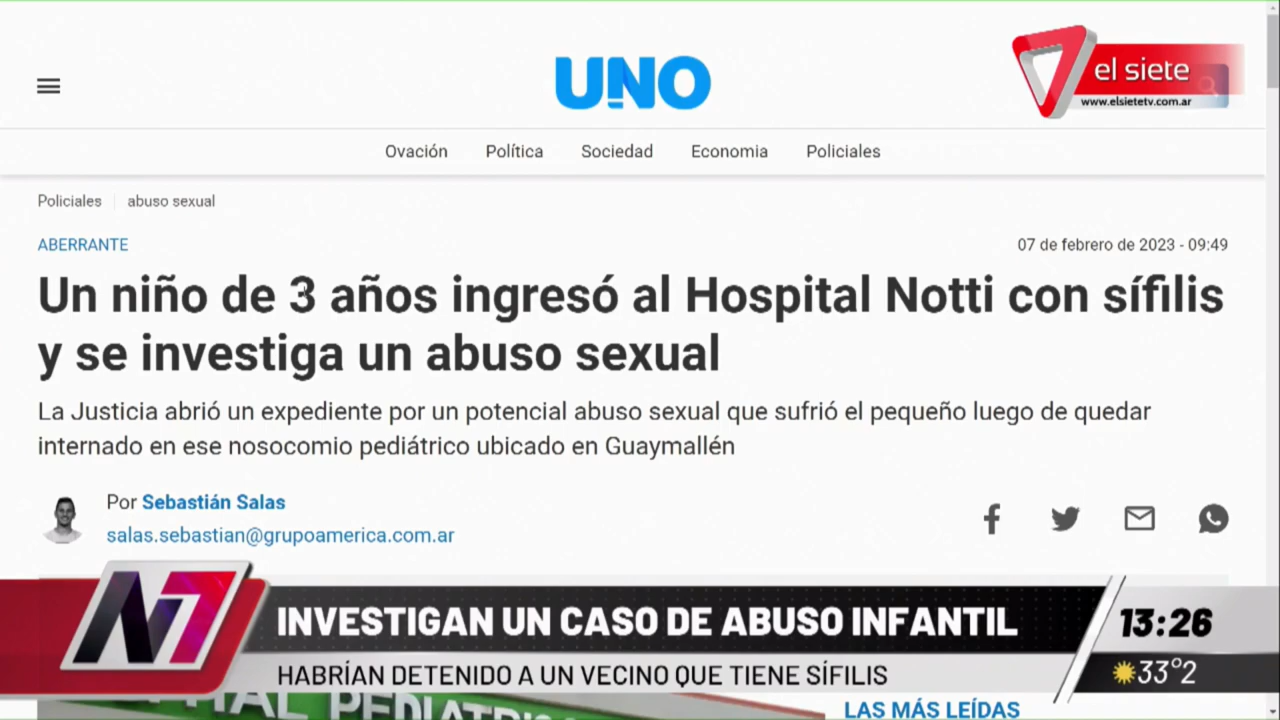 UNO
el siete
www.elsietetv.com.ar
Ovación Política Sociedad Economia Policiales
Policiales abuso sexual
ABERRANTE
07 de febrero de 2023 - 09:49
Un niño de 3 años ingresó al Hospital Notti con sífilis
y se investiga un abuso sexual
La Justicia abrió un expediente por un potencial abuso sexual que sufrió el pequeño luego de quedar
internado en ese nosocomio pediátrico ubicado en Guaymallén
Por Sebastián Salas
salas.sebastian@grupoamerica.com.ar
N7
INVESTIGAN UN CASO DE ABUSO INFANTIL
13:26
HABRÍAN DETENIDO A UN VECINO QUE TIENE SÍFILIS
33°2
LAS MÁS LEÍDAS